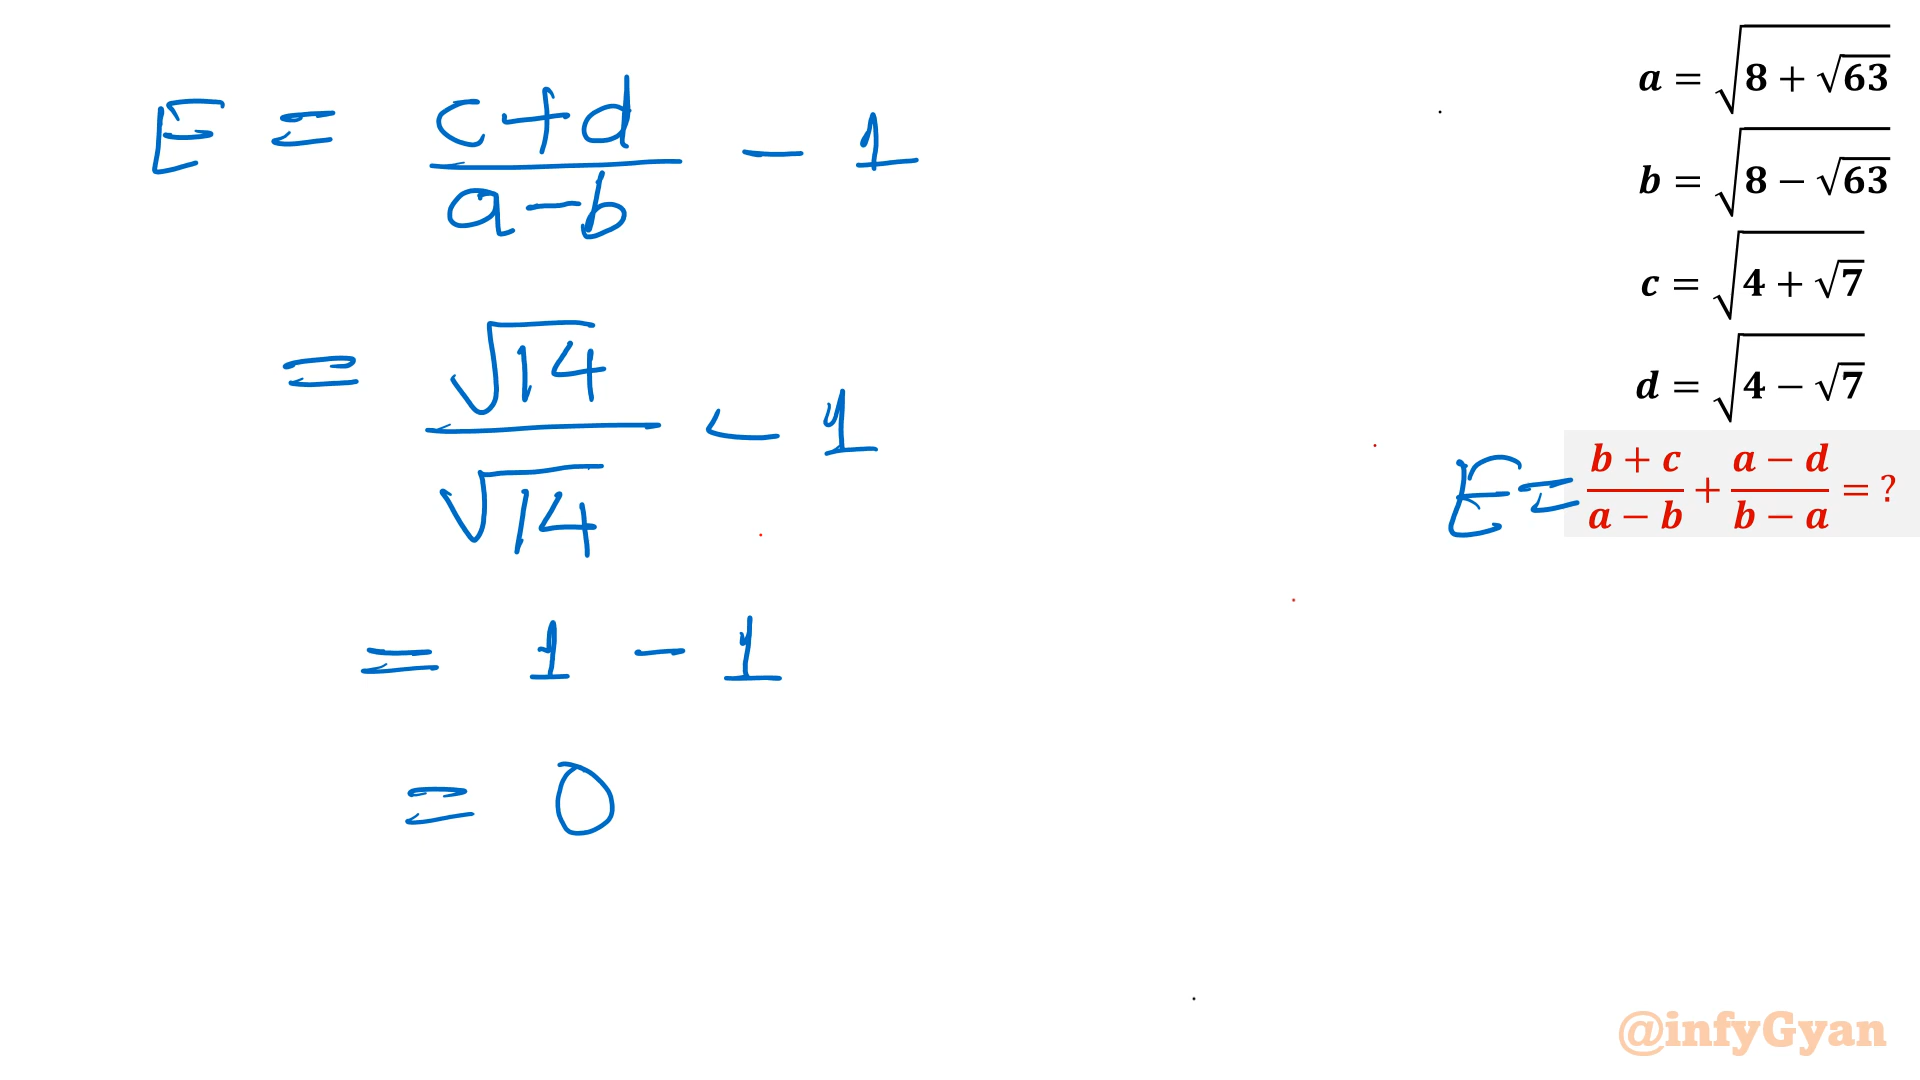 E = c+d/a-b - 1
= √14/√14 - 1
= 1 - 1
= 0
a = √(8 + √63)
b = √(8 − √63)
c = √(4 + √7)
d = √(4 − √7)
E = b + c/a − b + a − d/b − a = ?
@infyGyan